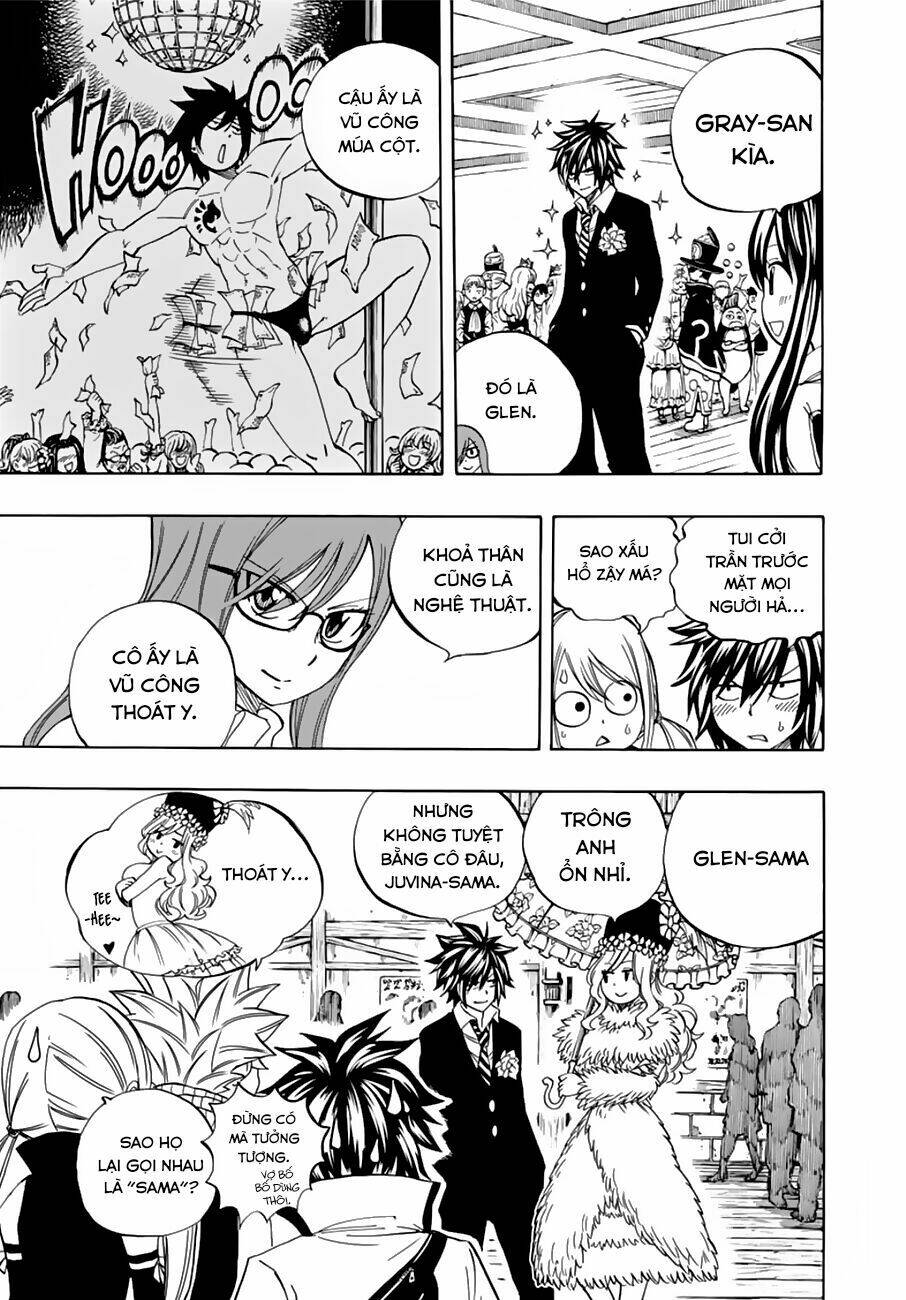 GRAY-SAN
KÌA.
ĐÓ LÀ
GLEN.
CẬU ẤY LÀ
VŨ CÔNG
MÚA CỘT.
HOOO
OO
TUI CỞI
TRẦN TRƯỚC
MẶT MỌI
NGƯỜI HẢ...
SAO XẤU
HỔ ZẬY MÁ?
KHOẢ THÂN
CŨNG LÀ
NGHỆ THUẬT.
CÔ ẤY LÀ
VŨ CÔNG
THOÁT Y.
GLEN-SAMA
TRÔNG
ANH
ỔN NHỈ.
NHƯNG
KHÔNG TUYỆT
BẰNG CÔ ĐÂU,
JUVINA-SAMA.
THOÁT Y...
TEE
-HEE~
ĐỪNG CÓ
MÀ TƯỞNG
TƯỢNG.
VỢ BỐ
BỐ DÙNG
THÔI.
SAO HỌ
LẠI GỌI NHAU
LÀ "SAMA"?